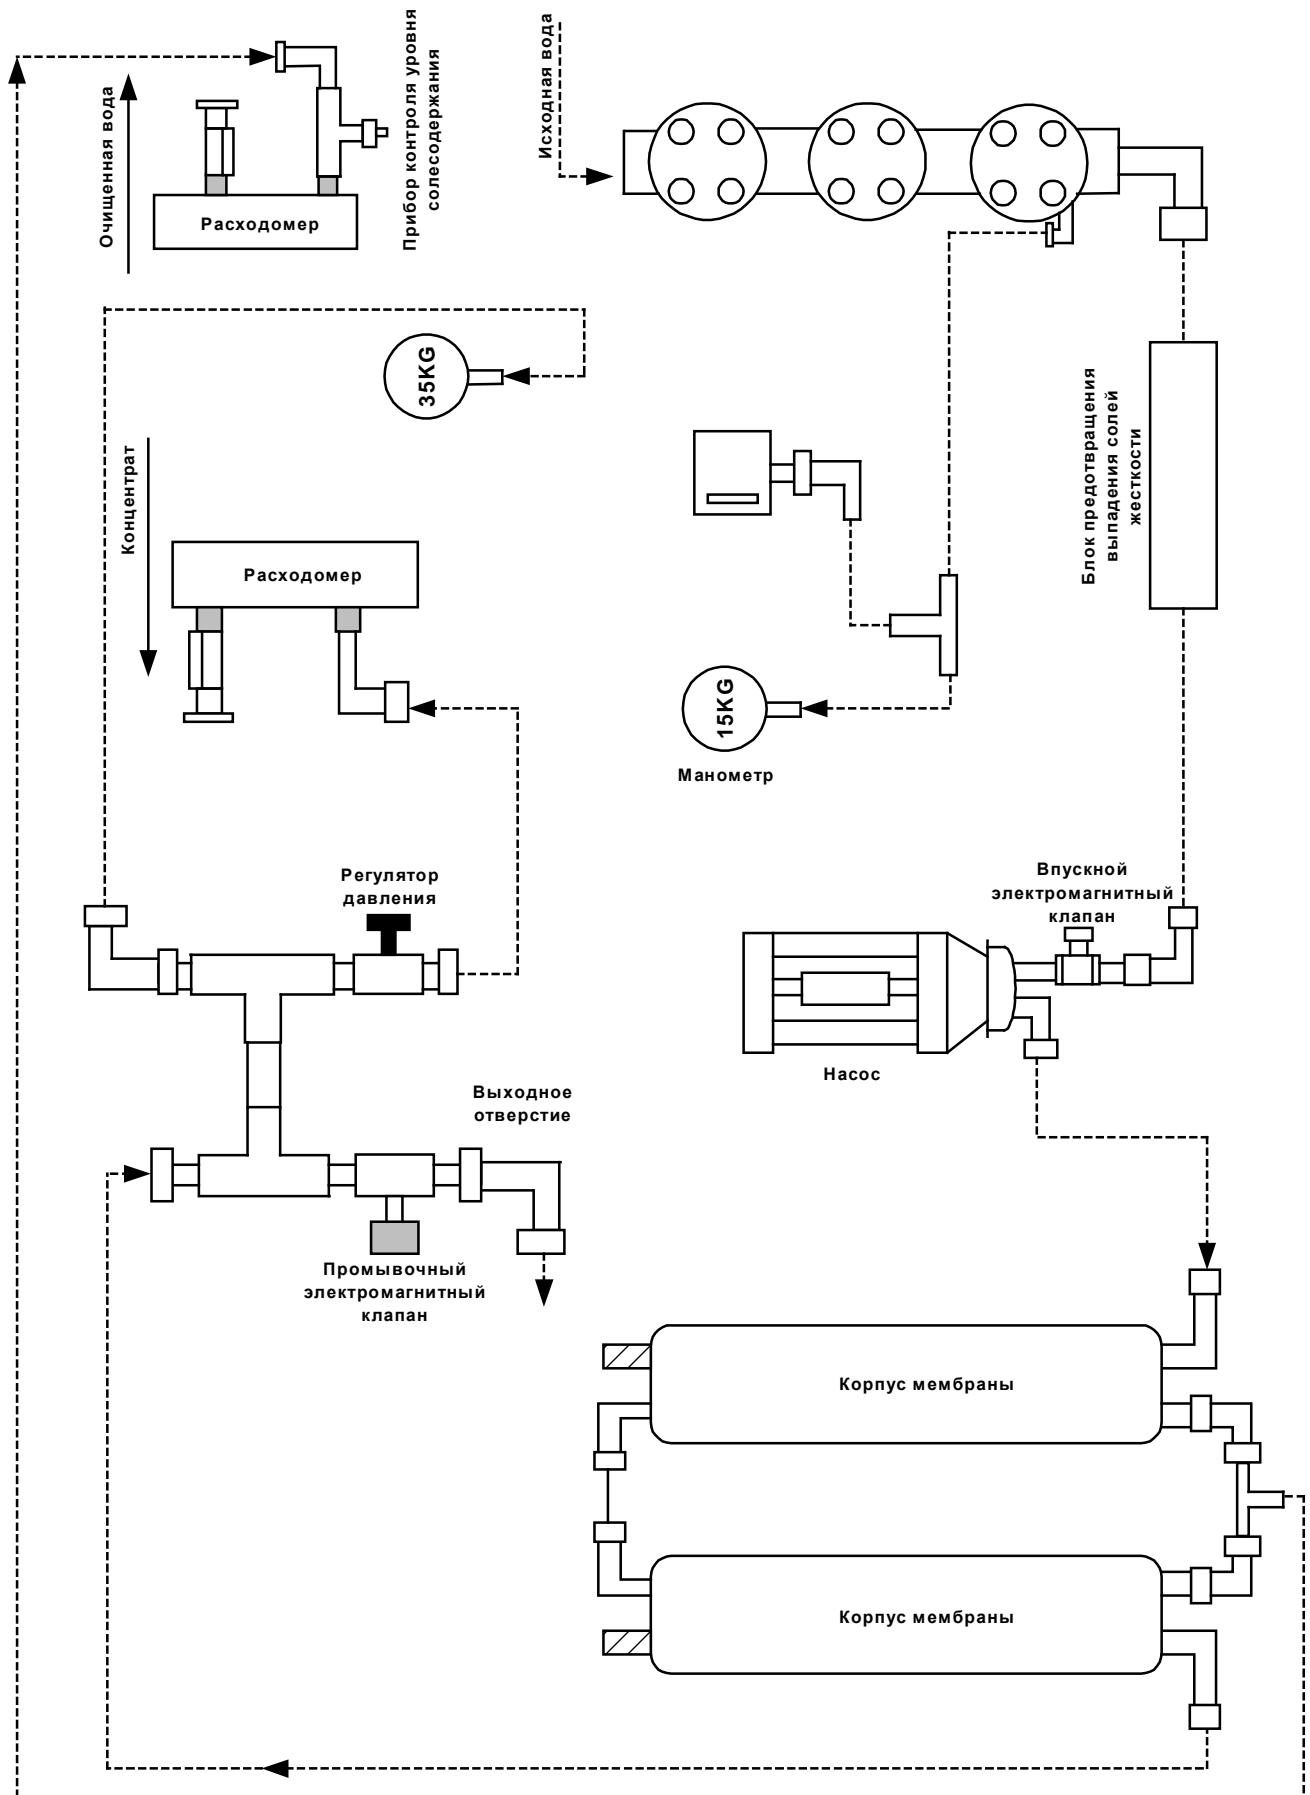 Очищенная вода
Расходомер
Прибор контроля уровня
солесодержания
Исходная вода
35KG
Концентрат
Расходомер
15KG
Манометр
Блок предотвращения
выпадения солей
жесткости
Регулятор
давления
Впускной
электромагнитный
клапан
Насос
Выходное
отверстие
Промывочный
электромагнитный
клапан
Корпус мембраны
Корпус мембраны